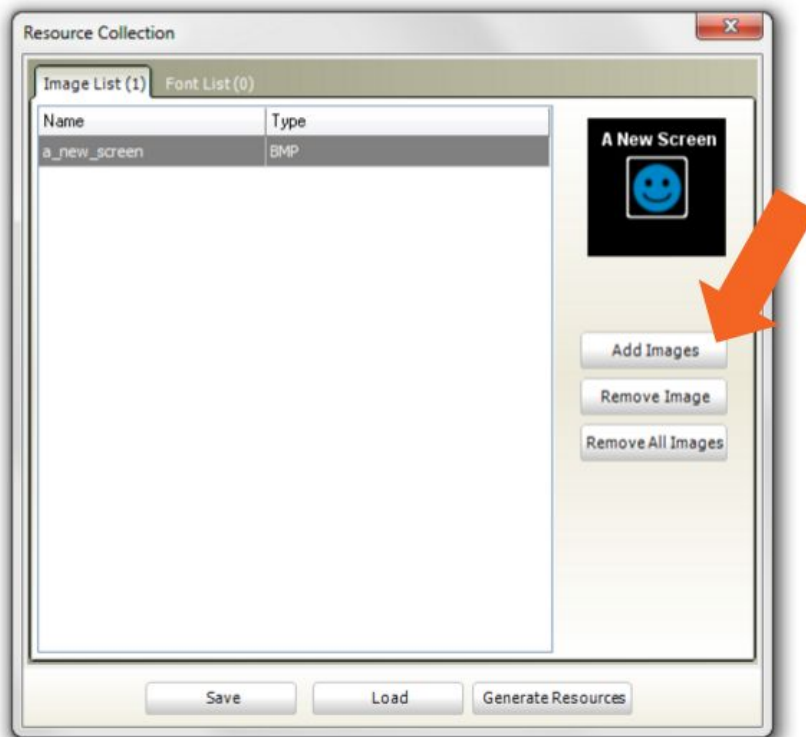 Resource Collection
Image List (1) Font List (0)
Name Type
a_new_screen BMP
A New Screen
Add Images
Remove Image
Remove All Images
Save Load Generate Resources